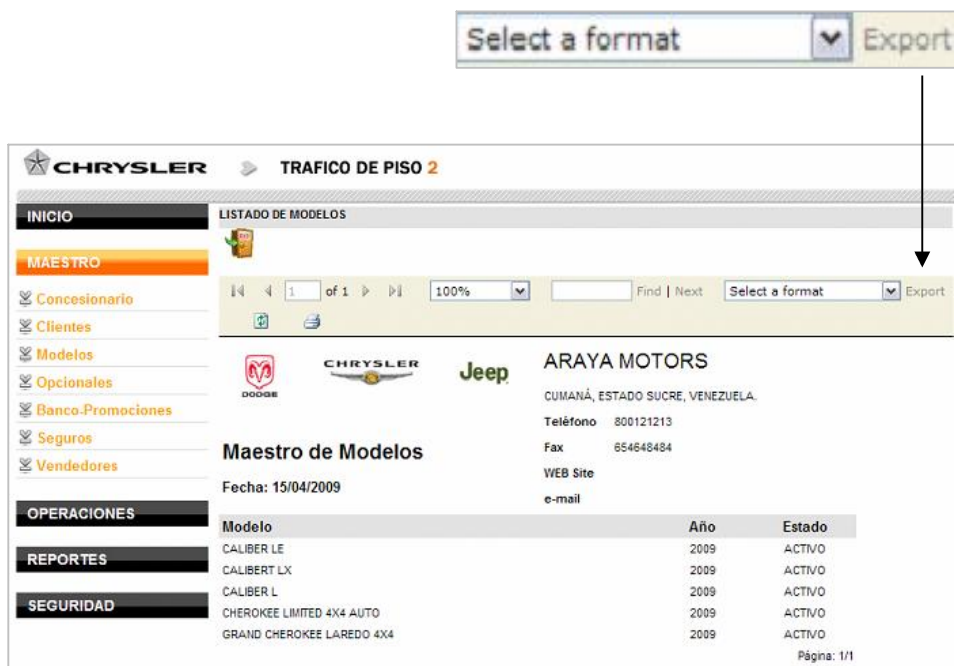 Select a format Export
CHRYSLER TRAFICO DE PISO 2
INICIO
MAESTRO
Concesionario
Clientes
Modelos
Opcionales
Banco-Promociones
Seguros
Vendedores
OPERACIONES
REPORTES
SEGURIDAD
LISTADO DE MODELOS
1 of 1 100% Find | Next Select a format Export
DODGE
CHRYSLER
Jeep
ARAYA MOTORS
CUMANÁ, ESTADO SUCRE, VENEZUELA.
Teléfono 800121213
Fax 654648484
WEB Site
e-mail
Maestro de Modelos
Fecha: 15/04/2009
Modelo Año Estado
CALIBER LE 2009 ACTIVO
CALIBERT LX 2009 ACTIVO
CALIBER L 2009 ACTIVO
CHEROKEE LIMITED 4X4 AUTO 2009 ACTIVO
GRAND CHEROKEE LAREDO 4X4 2009 ACTIVO
Página: 1/1